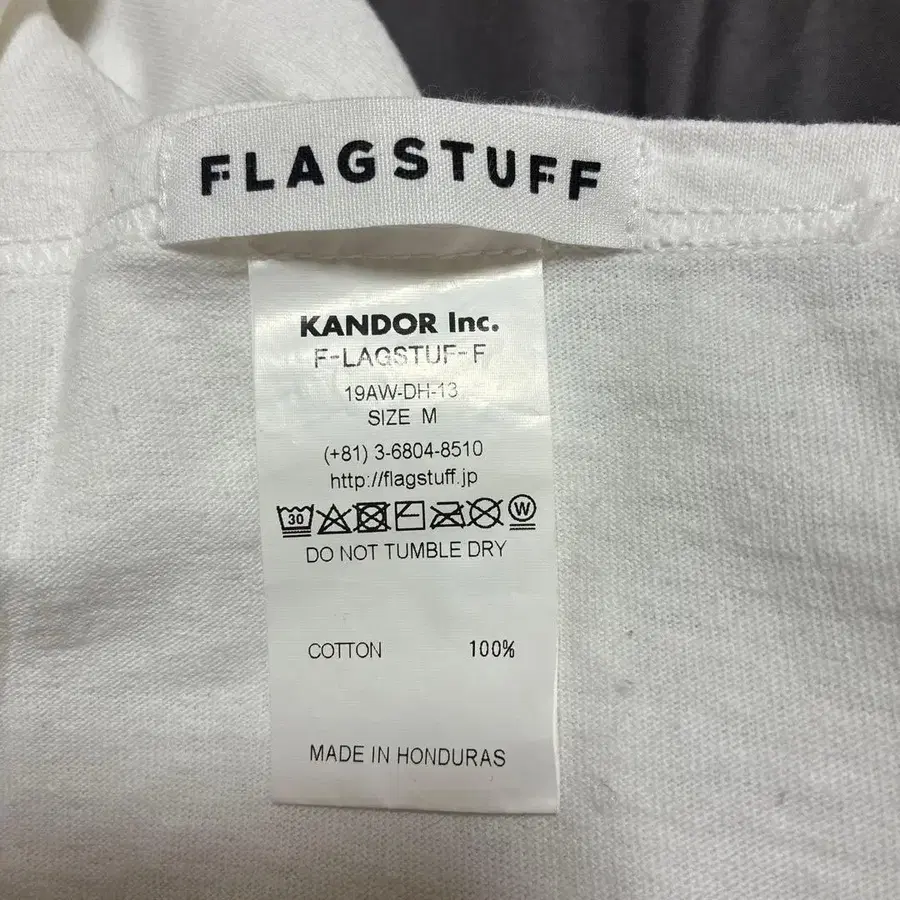 FLAGSTUFF
KANDOR Inc.
F-LAGSTUF-F
19AW-DH-13
SIZE M
(+81) 3-6804-8510
http://flagstuff.jp
30 W
DO NOT TUMBLE DRY
COTTON 100%
MADE IN HONDURAS